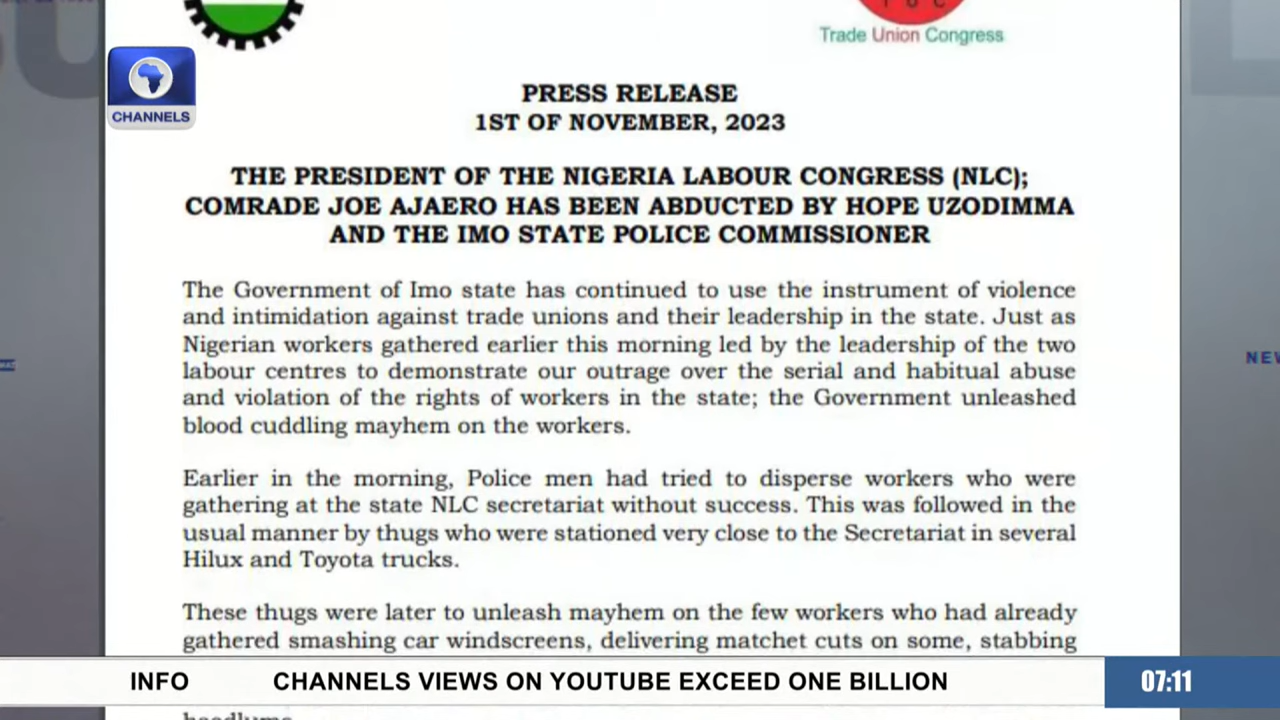 TUC
Trade Union Congress
CHANNELS
PRESS RELEASE
1ST OF NOVEMBER, 2023
THE PRESIDENT OF THE NIGERIA LABOUR CONGRESS (NLC);
COMRADE JOE AJAERO HAS BEEN ABDUCTED BY HOPE UZODIMMA
AND THE IMO STATE POLICE COMMISSIONER
The Government of Imo state has continued to use the instrument of violence
and intimidation against trade unions and their leadership in the state. Just as
Nigerian workers gathered earlier this morning led by the leadership of the two
labour centres to demonstrate our outrage over the serial and habitual abuse
and violation of the rights of workers in the state; the Government unleashed
blood cuddling mayhem on the workers.
Earlier in the morning, Police men had tried to disperse workers who were
gathering at the state NLC secretariat without success. This was followed in the
usual manner by thugs who were stationed very close to the Secretariat in several
Hilux and Toyota trucks.
These thugs were later to unleash mayhem on the few workers who had already
gathered smashing car windscreens, delivering matchet cuts on some, stabbing
INFO CHANNELS VIEWS ON YOUTUBE EXCEED ONE BILLION 07:11